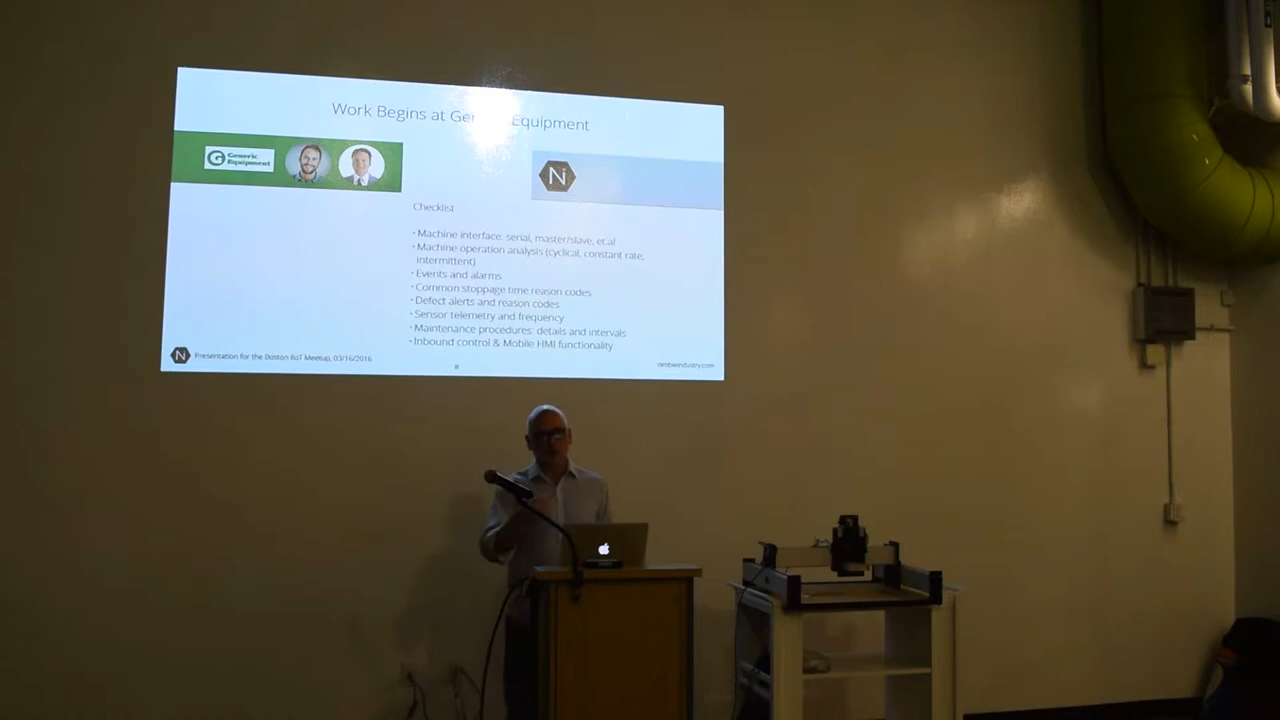 Work Begins at Ge Equipment
G Generic
Equipment
N
Checklist
• Machine interface: serial, master/slave, et.al
• Machine operation analysis (cyclical, constant rate,
intermittent)
• Events and alarms
• Common stoppage time reason codes
• Defect alerts and reason codes
• Sensor telemetry and frequency
• Maintenance procedures: details and intervals
• Inbound control & Mobile HMI functionality
N Presentation for the Boston IIoT Meetup, 03/16/2016
8
nimbleindustry.com